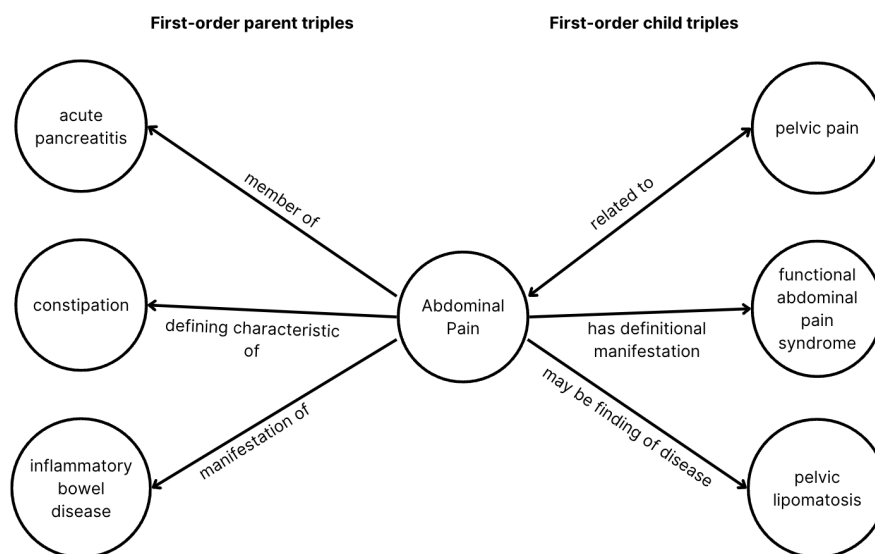 First-order parent triples
First-order child triples
acute
pancreatitis
member of
constipation
defining characteristic
of
inflammatory
bowel
disease
manifestation of
Abdominal
Pain
related to
pelvic pain
has definitional
manifestation
functional
abdominal
pain
syndrome
may be finding of disease
pelvic
lipomatosis